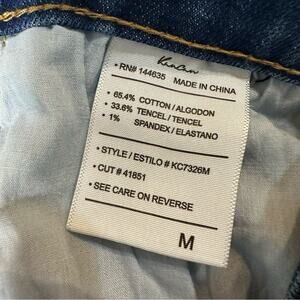 KanCan
• RN# 144635 MADE IN CHINA
• 65.4% COTTON / ALGODON
• 33.6% TENCEL / TENCEL
• 1% SPANDEX / ELASTANO
• STYLE / ESTILO # KC7326M
• CUT # 41851
• SEE CARE ON REVERSE
M